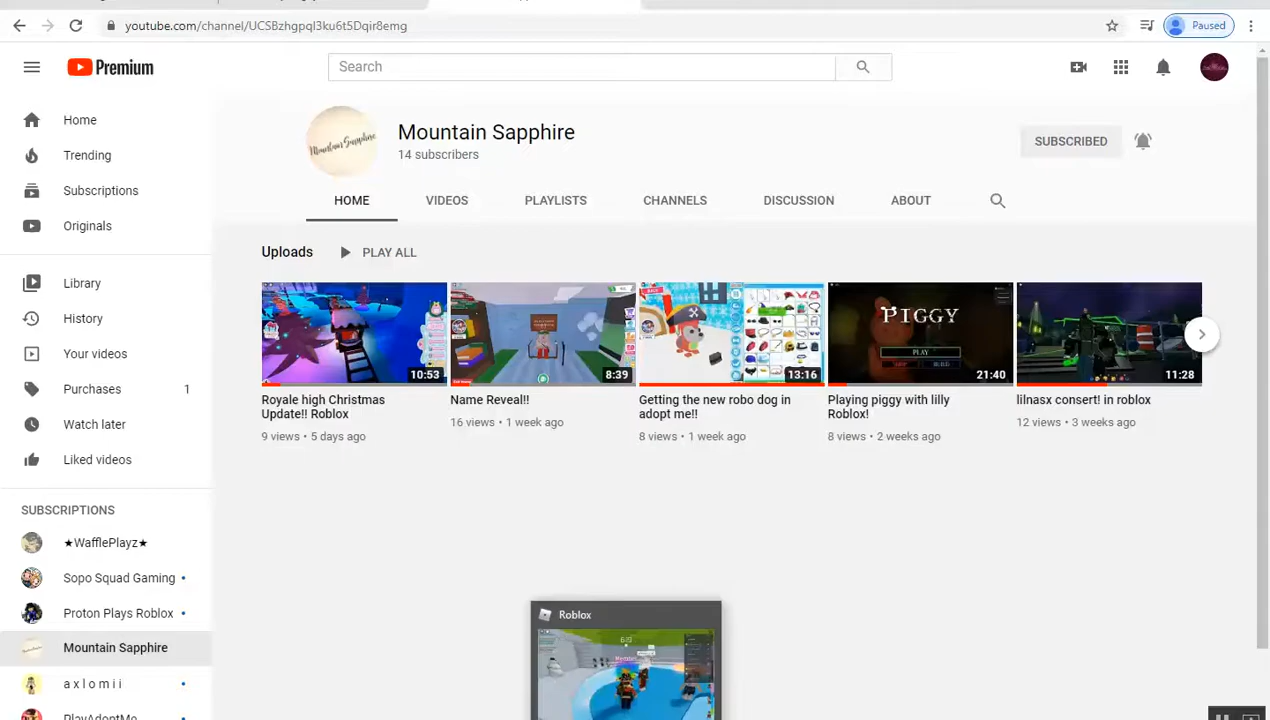 youtube.com/channel/UCSBzhgpqI3ku6t5Dqir8emg
Paused
Premium
Search
Home
Trending
Subscriptions
Originals
Library
History
Your videos
Purchases 1
Watch later
Liked videos
SUBSCRIPTIONS
★WafflePlayz★
Sopo Squad Gaming •
Proton Plays Roblox •
Mountain Sapphire
a x l o m i i •
PlayAdoptMe
Mountain Sapphire
Mountain Sapphire
14 subscribers
SUBSCRIBED
HOME VIDEOS PLAYLISTS CHANNELS DISCUSSION ABOUT
Uploads PLAY ALL
10:53
Royale high Christmas
Update!! Roblox
9 views • 5 days ago
8:39
Name Reveal!!
16 views • 1 week ago
13:16
Getting the new robo dog in
adopt me!!
8 views • 1 week ago
PIGGY
PLAY
21:40
Playing piggy with lilly
Roblox!
8 views • 2 weeks ago
11:28
lilnasx consert! in roblox
12 views • 3 weeks ago
Roblox